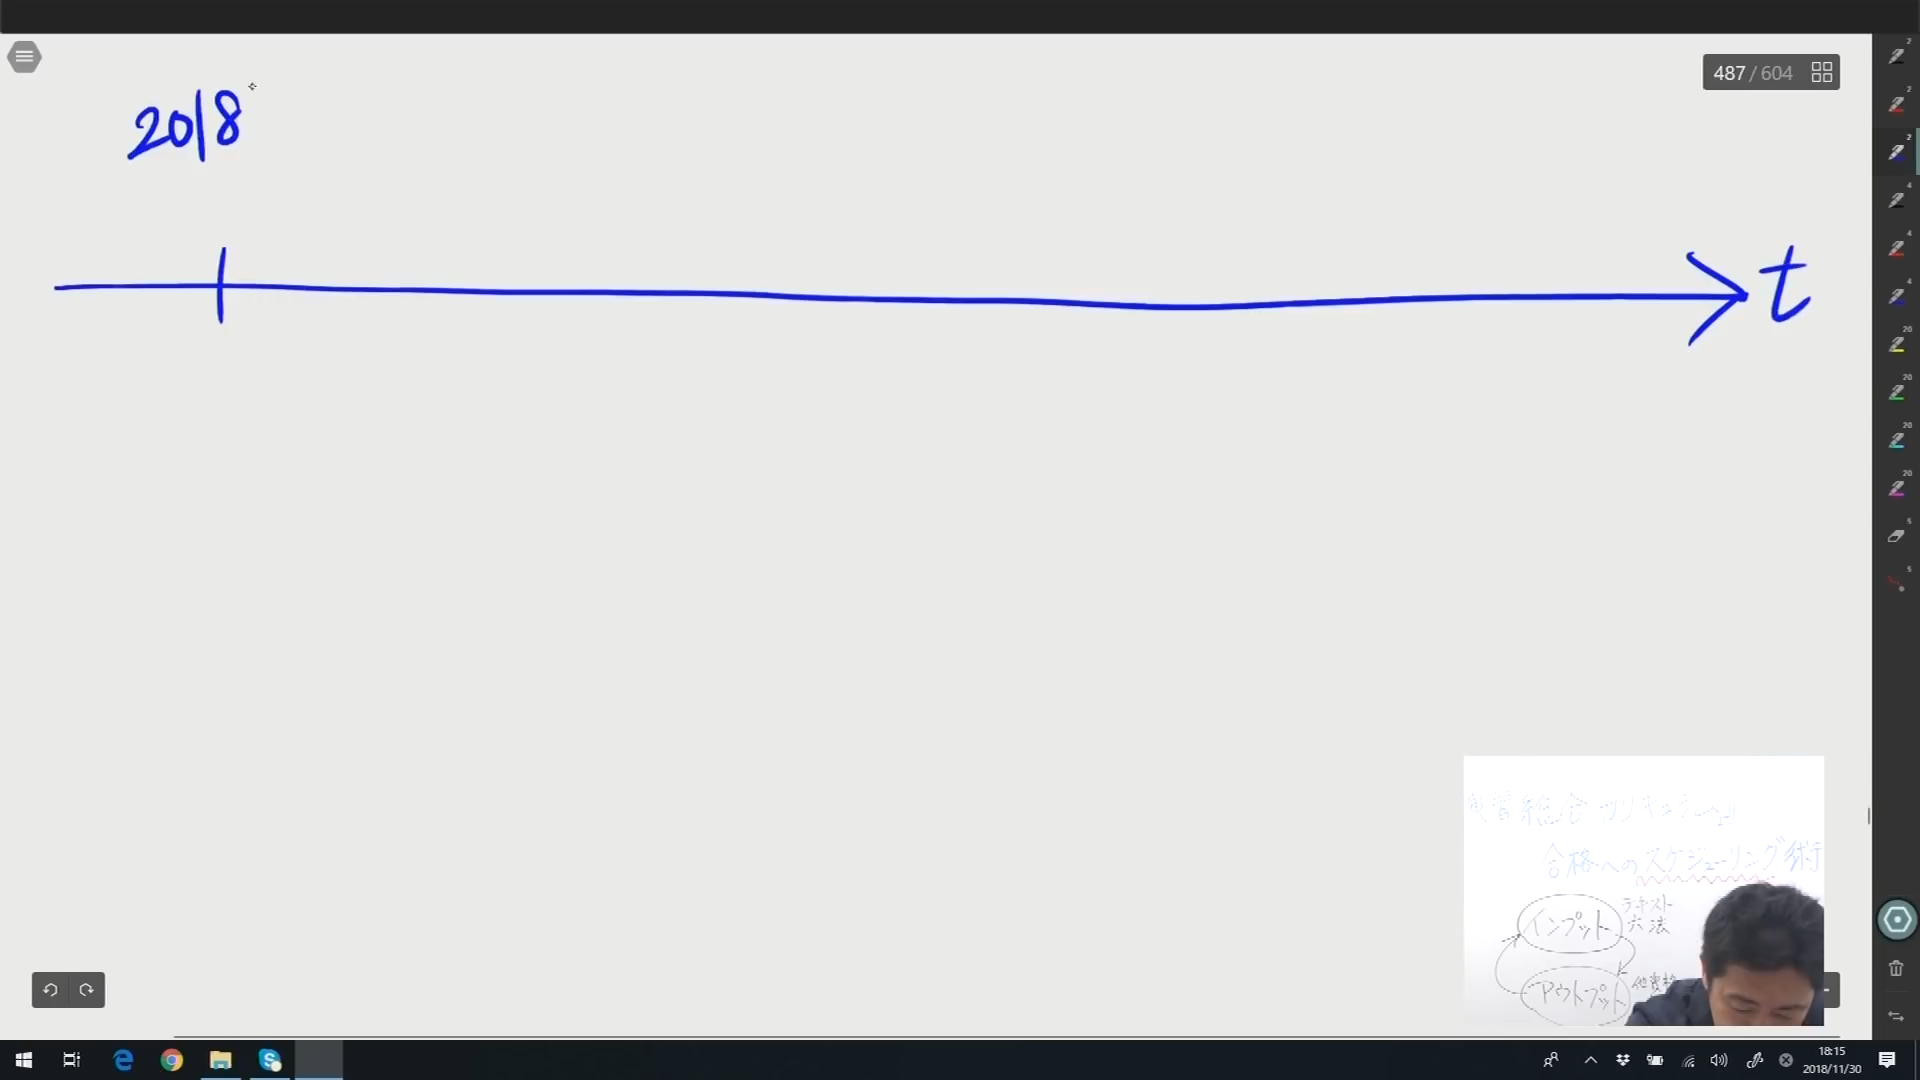 487 / 604
2018
t
合格へのスケジューリング術
インプット
テキスト
六法
アウトプット
18:15
2018/11/30